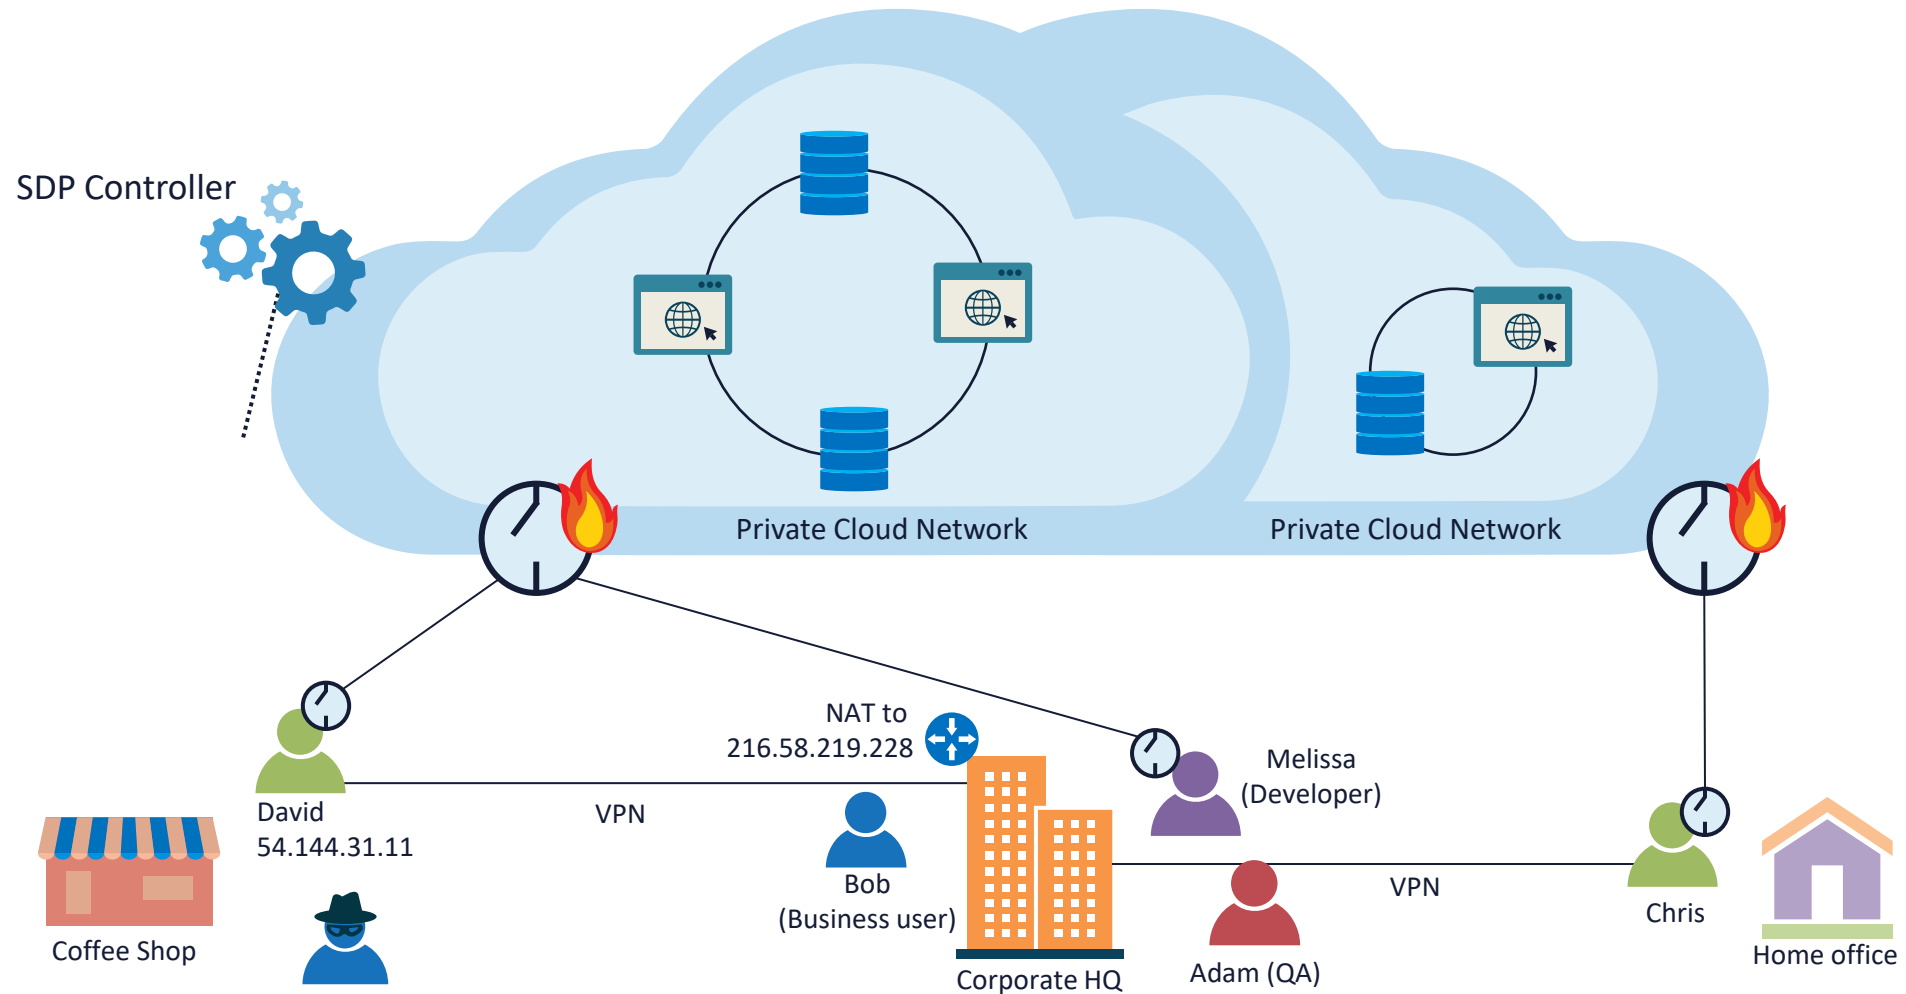 SDP Controller
Private Cloud Network
Private Cloud Network
NAT to
216.58.219.228
Melissa
(Developer)
David
54.144.31.11
VPN
Bob
(Business user)
VPN
Chris
Coffee Shop
Corporate HQ
Adam (QA)
Home office